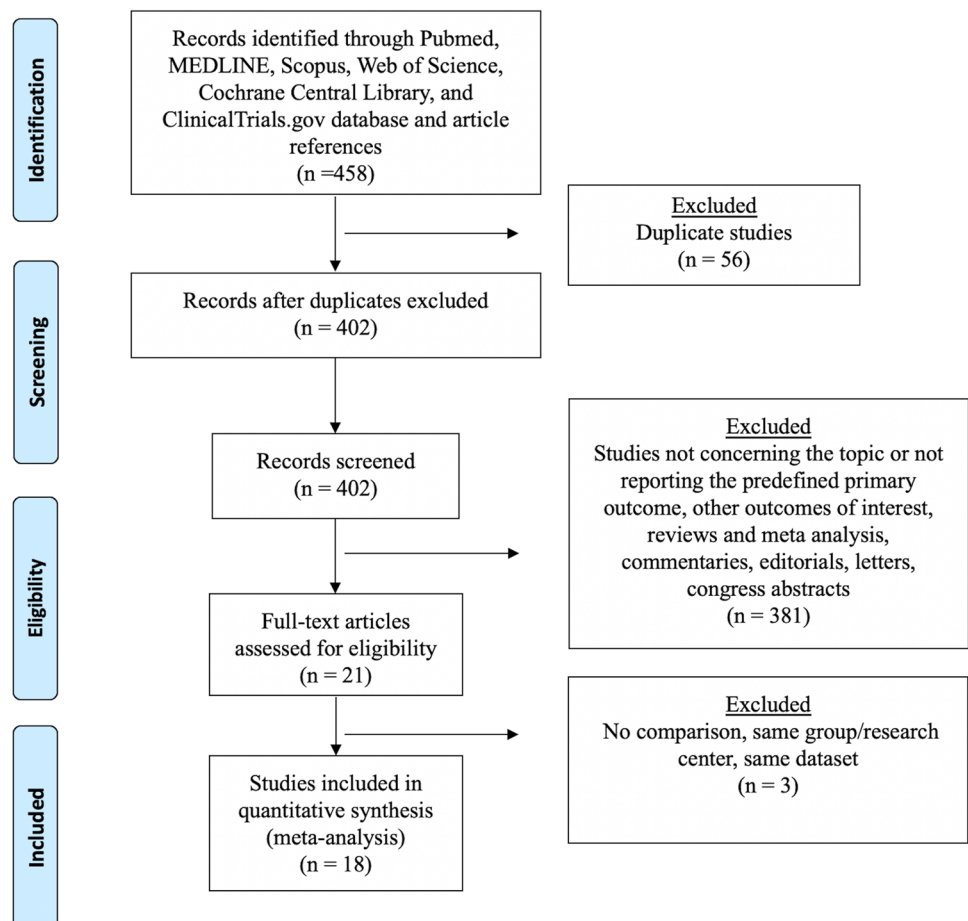 Identification
Records identified through Pubmed,
MEDLINE, Scopus, Web of Science,
Cochrane Central Library, and
ClinicalTrials.gov database and article
references
(n =458)
Excluded
Duplicate studies
(n = 56)
Screening
Records after duplicates excluded
(n = 402)
Records screened
(n = 402)
Excluded
Studies not concerning the topic or not
reporting the predefined primary
outcome, other outcomes of interest,
reviews and meta analysis,
commentaries, editorials, letters,
congress abstracts
(n = 381)
Eligibility
Full-text articles
assessed for eligibility
(n = 21)
Excluded
No comparison, same group/research
center, same dataset
(n = 3)
Included
Studies included in
quantitative synthesis
(meta-analysis)
(n = 18)